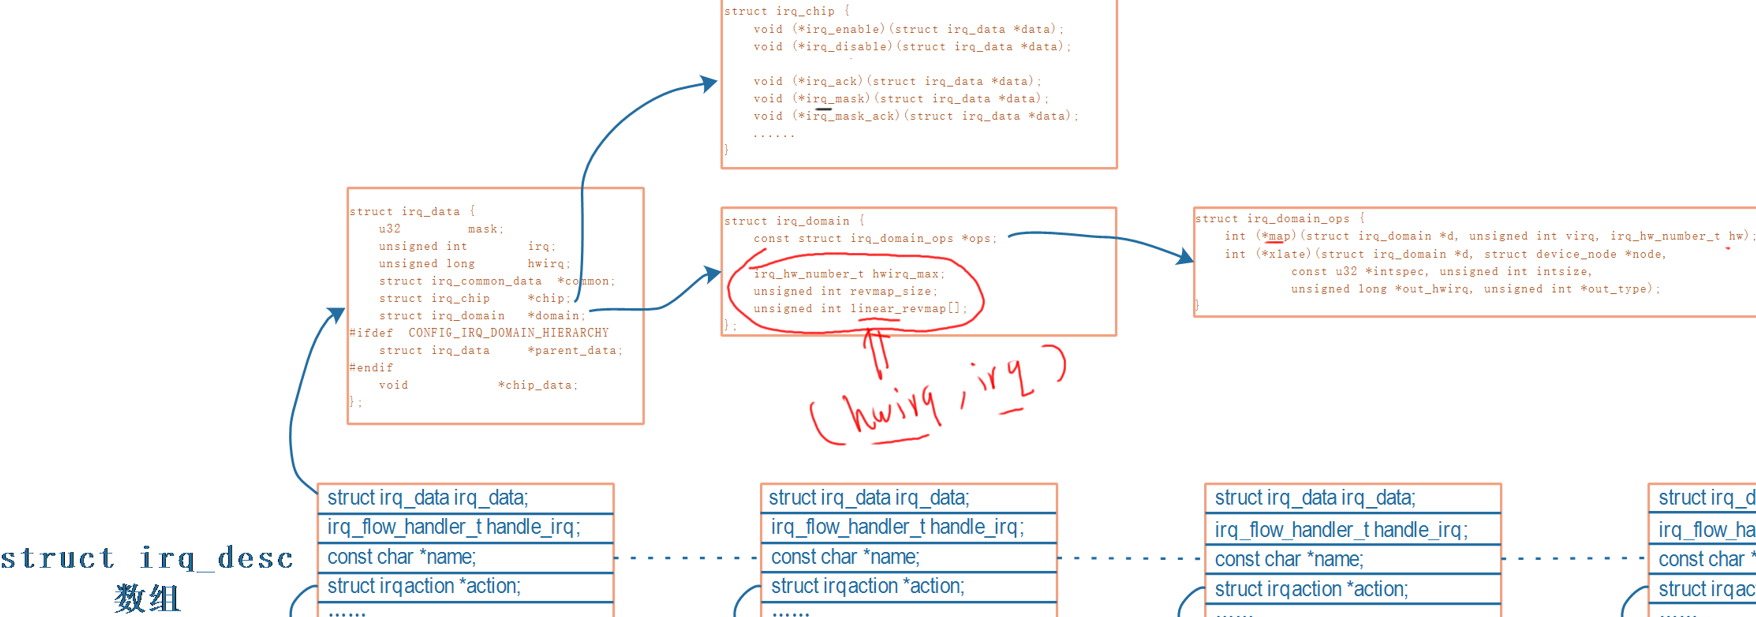 struct irq_chip {
void (*irq_enable)(struct irq_data *data);
void (*irq_disable)(struct irq_data *data);
void (*irq_ack)(struct irq_data *data);
void (*irq_mask)(struct irq_data *data);
void (*irq_mask_ack)(struct irq_data *data);
......
}
struct irq_data {
u32 mask;
unsigned int irq;
unsigned long hwirq;
struct irq_common_data *common;
struct irq_chip *chip;
struct irq_domain *domain;
#ifdef CONFIG_IRQ_DOMAIN_HIERARCHY
struct irq_data *parent_data;
#endif
void *chip_data;
};
struct irq_domain {
const struct irq_domain_ops *ops;
irq_hw_number_t hwirq_max;
unsigned int revmap_size;
unsigned int linear_revmap[];
};
(hwirq, irq)
struct irq_domain_ops {
int (*map)(struct irq_domain *d, unsigned int virq, irq_hw_number_t hw);
int (*xlate)(struct irq_domain *d, struct device_node *node,
const u32 *intspec, unsigned int intsize,
unsigned long *out_hwirq, unsigned int *out_type);
}
struct irq_desc
数组
struct irq_data irq_data;
irq_flow_handler_t handle_irq;
const char *name;
struct irqaction *action;
......
struct irq_data irq_data;
irq_flow_handler_t handle_irq;
const char *name;
struct irqaction *action;
......
struct irq_data irq_data;
irq_flow_handler_t handle_irq;
const char *name;
struct irqaction *action;
......
struct irq_d
irq_flow_ha
const char *
struct irqac
......